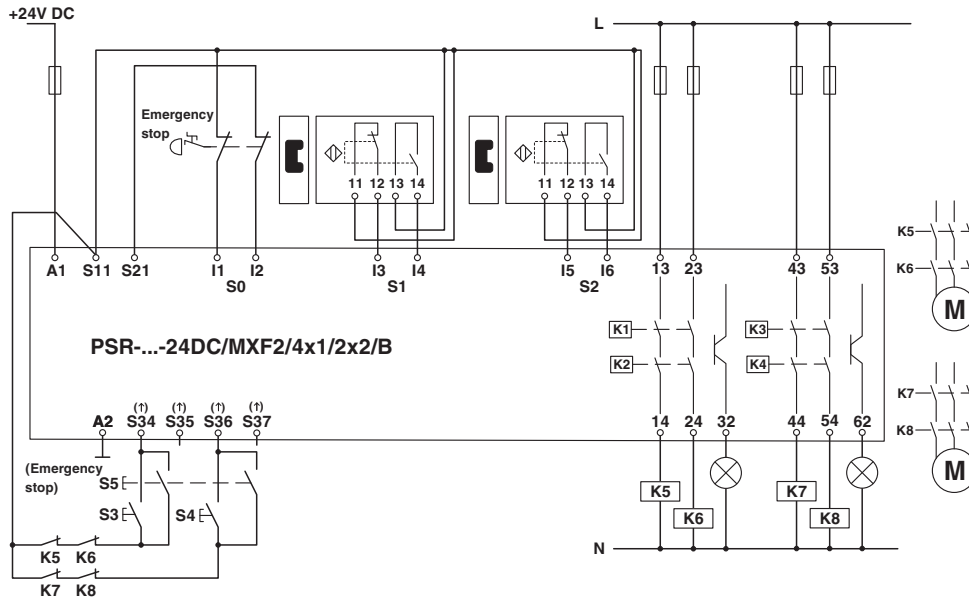 +24V DC
L
Emergency
stop
11 12 13 14
11 12 13 14
K5
K6
A1 S11 S21 I1 I2 I3 I4 I5 I6 13 23 43 53
S0 S1 S2
M
K1 K3
PSR-...-24DC/MXF2/4x1/2x2/B
K2 K4
K7
(↑) (↑) (↑) (↑)
A2 S34 S35 S36 S37 14 24 32 44 54 62
K8
(Emergency
stop)
S5
M
K5 K7
S3 S4
K6 K8
N
K5 K6
K7 K8